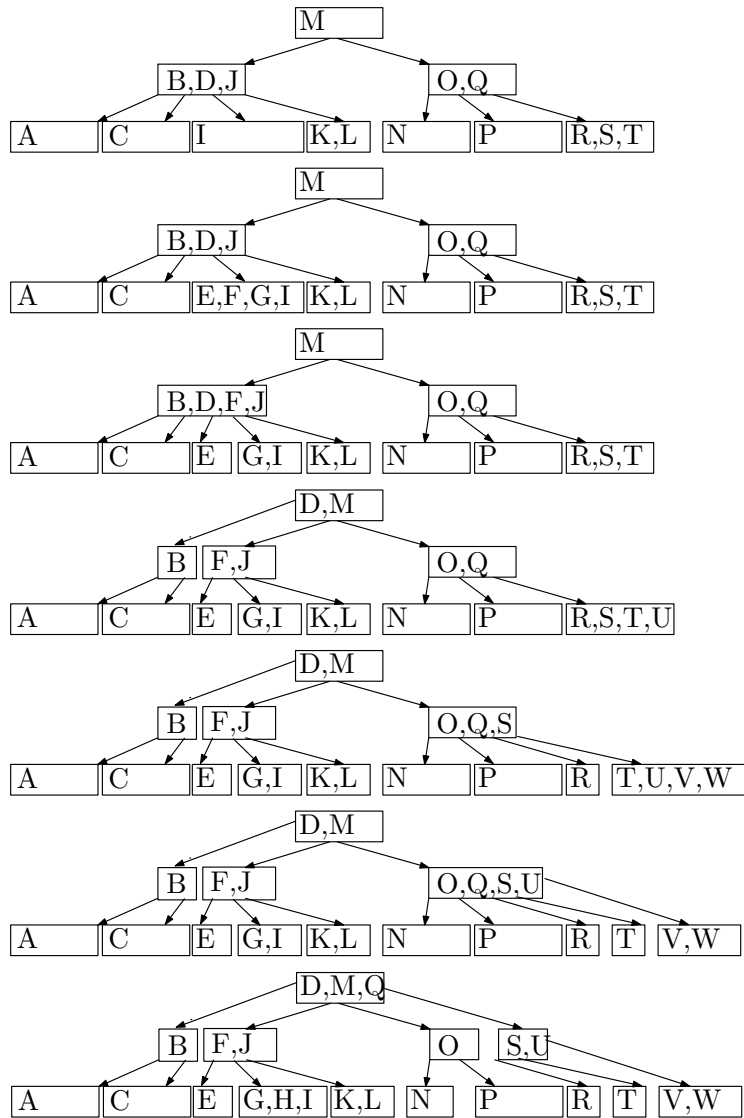 M
B,D,J O,Q
A C I K,L N P R,S,T
M
B,D,J O,Q
A C E,F,G,I K,L N P R,S,T
M
B,D,F,J O,Q
A C E G,I K,L N P R,S,T
D,M
B F,J O,Q
A C E G,I K,L N P R,S,T,U
D,M
B F,J O,Q,S
A C E G,I K,L N P R T,U,V,W
D,M
B F,J O,Q,S,U
A C E G,I K,L N P R T V,W
D,M,Q
B F,J O S,U
A C E G,H,I K,L N P R T V,W